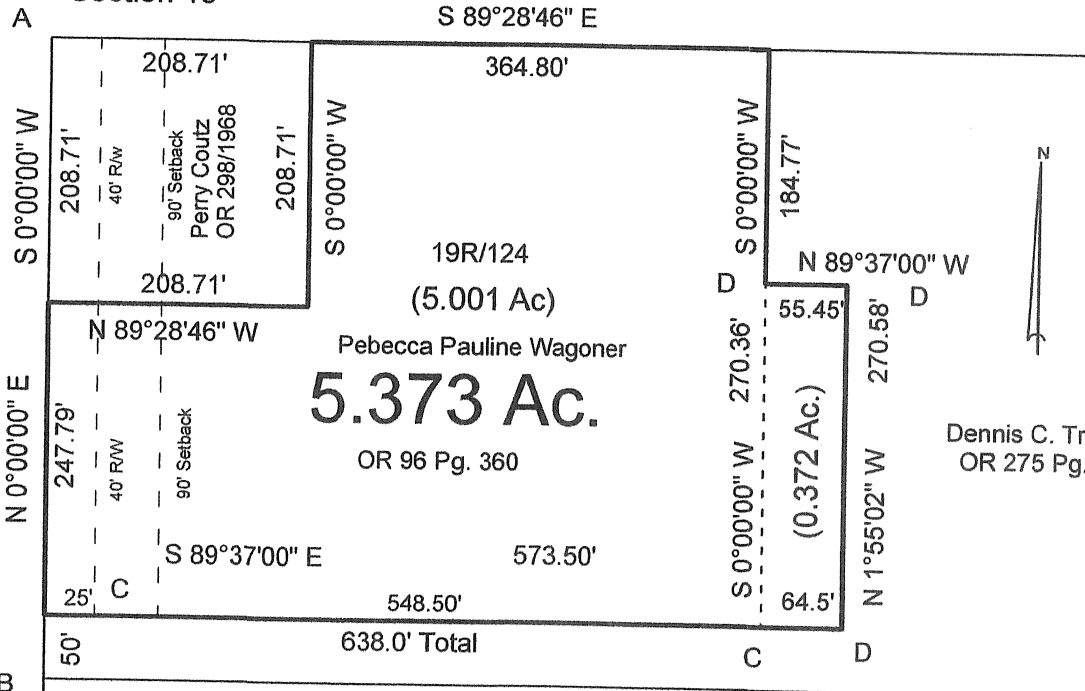 A
S 89°28'46" E
208.71'
364.80'
S 0°00'00" W
208.71'
40' R/w
90' Setback
Perry Coutz
OR 298/1968
208.71'
S 0°00'00" W
S 0°00'00" W
184.77'
N
19R/124
N 89°37'00" W
208.71'
(5.001 Ac)
D
55.45'
D
N 89°28'46" W
Pebecca Pauline Wagoner
270.36'
270.58'
5.373 Ac.
N 0°00'00" E
247.79'
40' R/W
90' Setback
OR 96 Pg. 360
(0.372 Ac.)
Dennis C.
OR 275 Pg.
S 0°00'00" W
N 1°55'02" W
S 89°37'00" E
573.50'
25'
C
548.50'
64.5'
50'
638.0' Total
C
D
B